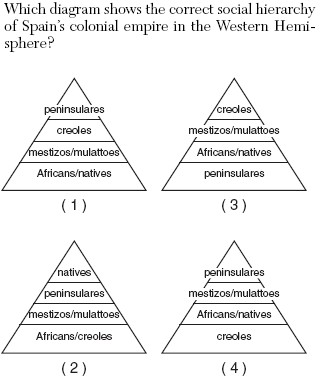 Which diagram shows the correct social hierarchy
of Spain's colonial empire in the Western Hemi-
sphere?
peninsulares
creoles
mestizos/mulattoes
Africans/natives
( 1 )
creoles
mestizos/mulattoes
Africans/natives
peninsulares
( 3 )
natives
peninsulares
mestizos/mulattoes
Africans/creoles
( 2 )
peninsulares
mestizos/mulattoes
Africans/natives
creoles
( 4 )